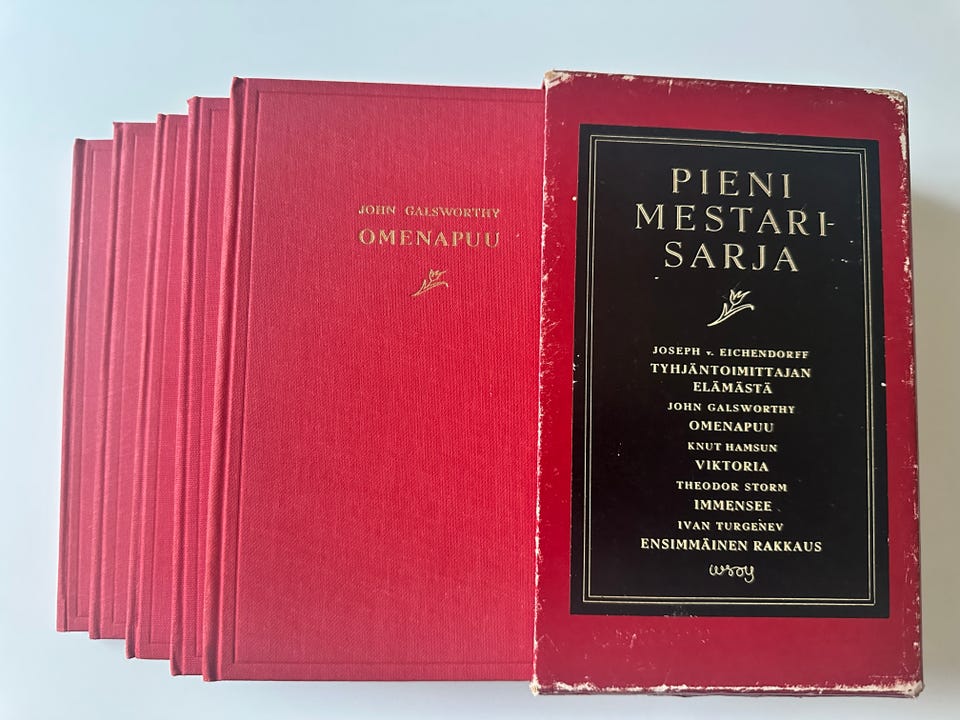 JOHN GALSWORTHY
OMENAPUU
PIENI
MESTARI-
SARJA
JOSEPH v. EICHENDORFF
TYHJÄNTOIMITTAJAN
ELÄMÄSTÄ
JOHN GALSWORTHY
OMENAPUU
KNUT HAMSUN
VIKTORIA
THEODOR STORM
IMMENSEE
IVAN TURGENEV
ENSIMMÄINEN RAKKAUS
wsoy